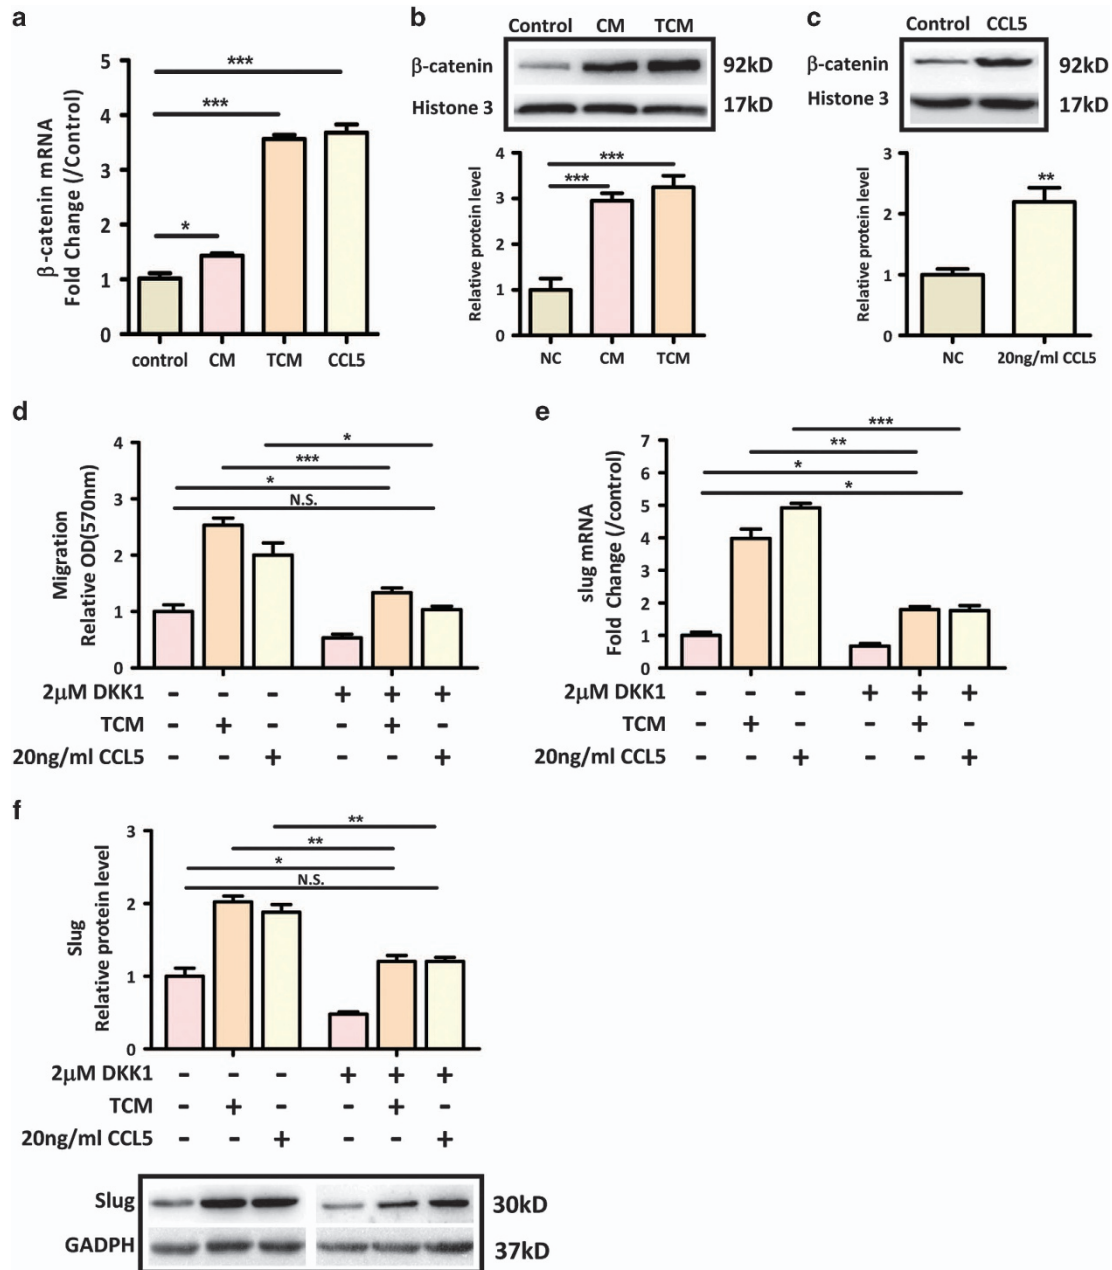 a
β-catenin mRNA
Fold Change (/Control)
5
4
3
2
1
0
***
***
*
control CM TCM CCL5
b
Control CM TCM
β-catenin 92kD
Histone 3 17kD
Relative protein level
4
3
2
1
0
***
***
NC CM TCM
c
Control CCL5
β-catenin 92kD
Histone 3 17kD
Relative protein level
3
2
1
0
**
NC 20ng/ml CCL5
d
Migration
Relative OD(570nm)
4
3
2
1
0
*
***
*
N.S.
2μM DKK1 - - - + + +
TCM - + - - + -
20ng/ml CCL5 - - + - - +
e
slug mRNA
Fold Change (/control)
7
6
5
4
3
2
1
0
***
**
*
*
2μM DKK1 - - - + + +
TCM - + - - + -
20ng/ml CCL5 - - + - - +
f
Slug
Relative protein level
3
2
1
0
**
**
*
N.S.
2μM DKK1 - - - + + +
TCM - + - - + -
20ng/ml CCL5 - - + - - +
Slug 30kD
GADPH 37kD